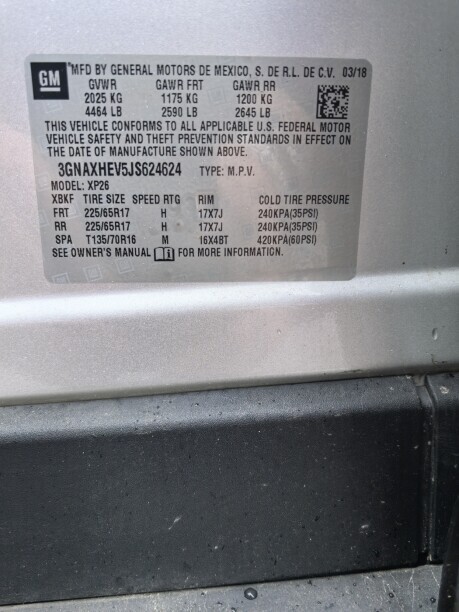 GM
MFD BY GENERAL MOTORS DE MEXICO, S. DE R.L. DE C.V. 03/18
GVWR GAWR FRT GAWR RR
2025 KG 1175 KG 1200 KG
4464 LB 2590 LB 2645 LB
THIS VEHICLE CONFORMS TO ALL APPLICABLE U.S. FEDERAL MOTOR
VEHICLE SAFETY AND THEFT PREVENTION STANDARDS IN EFFECT ON
THE DATE OF MANUFACTURE SHOWN ABOVE.
3GNAXHEV5JS624624 TYPE: M.P.V.
MODEL: XP26
XBKF TIRE SIZE SPEED RTG RIM COLD TIRE PRESSURE
FRT 225/65R17 H 17X7J 240KPA(35PSI)
RR 225/65R17 H 17X7J 240KPA(35PSI)
SPA T135/70R16 M 16X4BT 420KPA(60PSI)
SEE OWNER'S MANUAL FOR MORE INFORMATION.